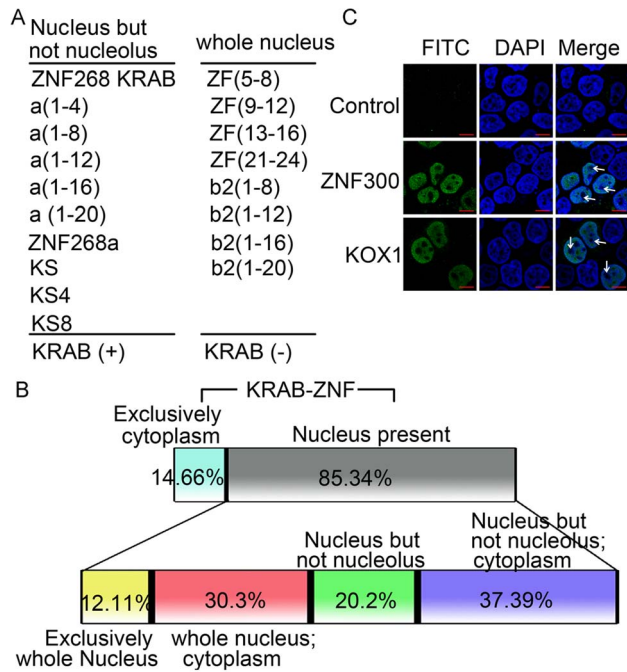 A
Nucleus but
not nucleolus
whole nucleus
ZNF268 KRAB
ZF(5-8)
a(1-4)
ZF(9-12)
a(1-8)
ZF(13-16)
a(1-12)
ZF(21-24)
a(1-16)
b2(1-8)
a (1-20)
b2(1-12)
ZNF268a
b2(1-16)
KS
b2(1-20)
KS4
KS8
KRAB (+)
KRAB (-)
C
FITC
DAPI
Merge
Control
ZNF300
KOX1
B
KRAB-ZNF
Exclusively
cytoplasm
Nucleus present
14.66%
85.34%
Nucleus but
not nucleolus
Nucleus but
not nucleolus;
cytoplasm
12.11%
30.3%
20.2%
37.39%
Exclusively
whole Nucleus
whole nucleus;
cytoplasm